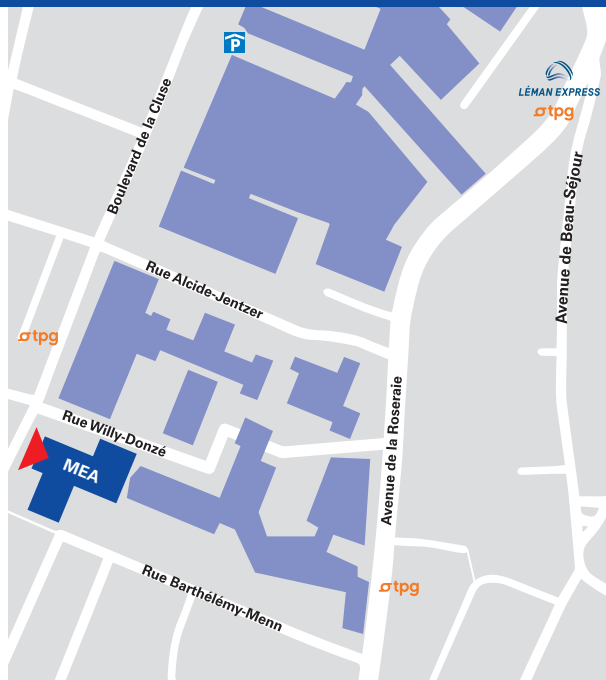 P
LÉMAN EXPRESS
tpg
Boulevard de la Cluse
Avenue de Beau-Séjour
Rue Alcide-Jentzer
tpg
Avenue de la Roseraie
Rue Willy-Donzé
MEA
Rue Barthélémy-Menn
tpg